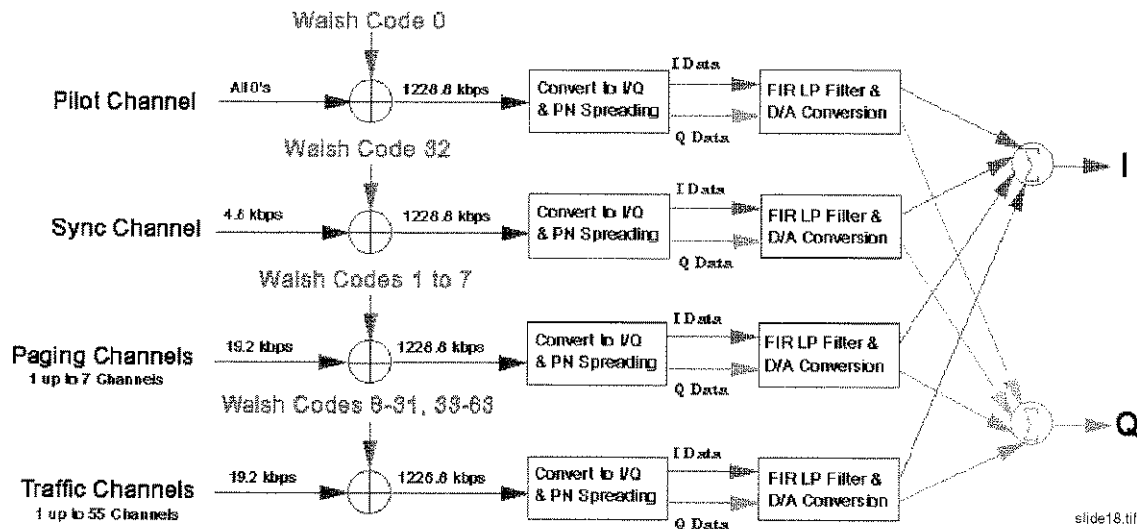 Walsh Code 0
Pilot Channel
All 0's
1228.8 kbps
Convert to I/Q
& PN Spreading
I Data
Q Data
FIR LP Filter &
D/A Conversion
Σ
I
Walsh Code 32
Sync Channel
4.8 kbps
1228.8 kbps
Convert to I/Q
& PN Spreading
I Data
Q Data
FIR LP Filter &
D/A Conversion
Walsh Codes 1 to 7
Paging Channels
1 up to 7 Channels
19.2 kbps
1228.8 kbps
Convert to I/Q
& PN Spreading
I Data
Q Data
FIR LP Filter &
D/A Conversion
Σ
Q
Walsh Codes 8-31, 33-63
Traffic Channels
1 up to 55 Channels
19.2 kbps
1228.8 kbps
Convert to I/Q
& PN Spreading
I Data
Q Data
FIR LP Filter &
D/A Conversion
slide18.tif